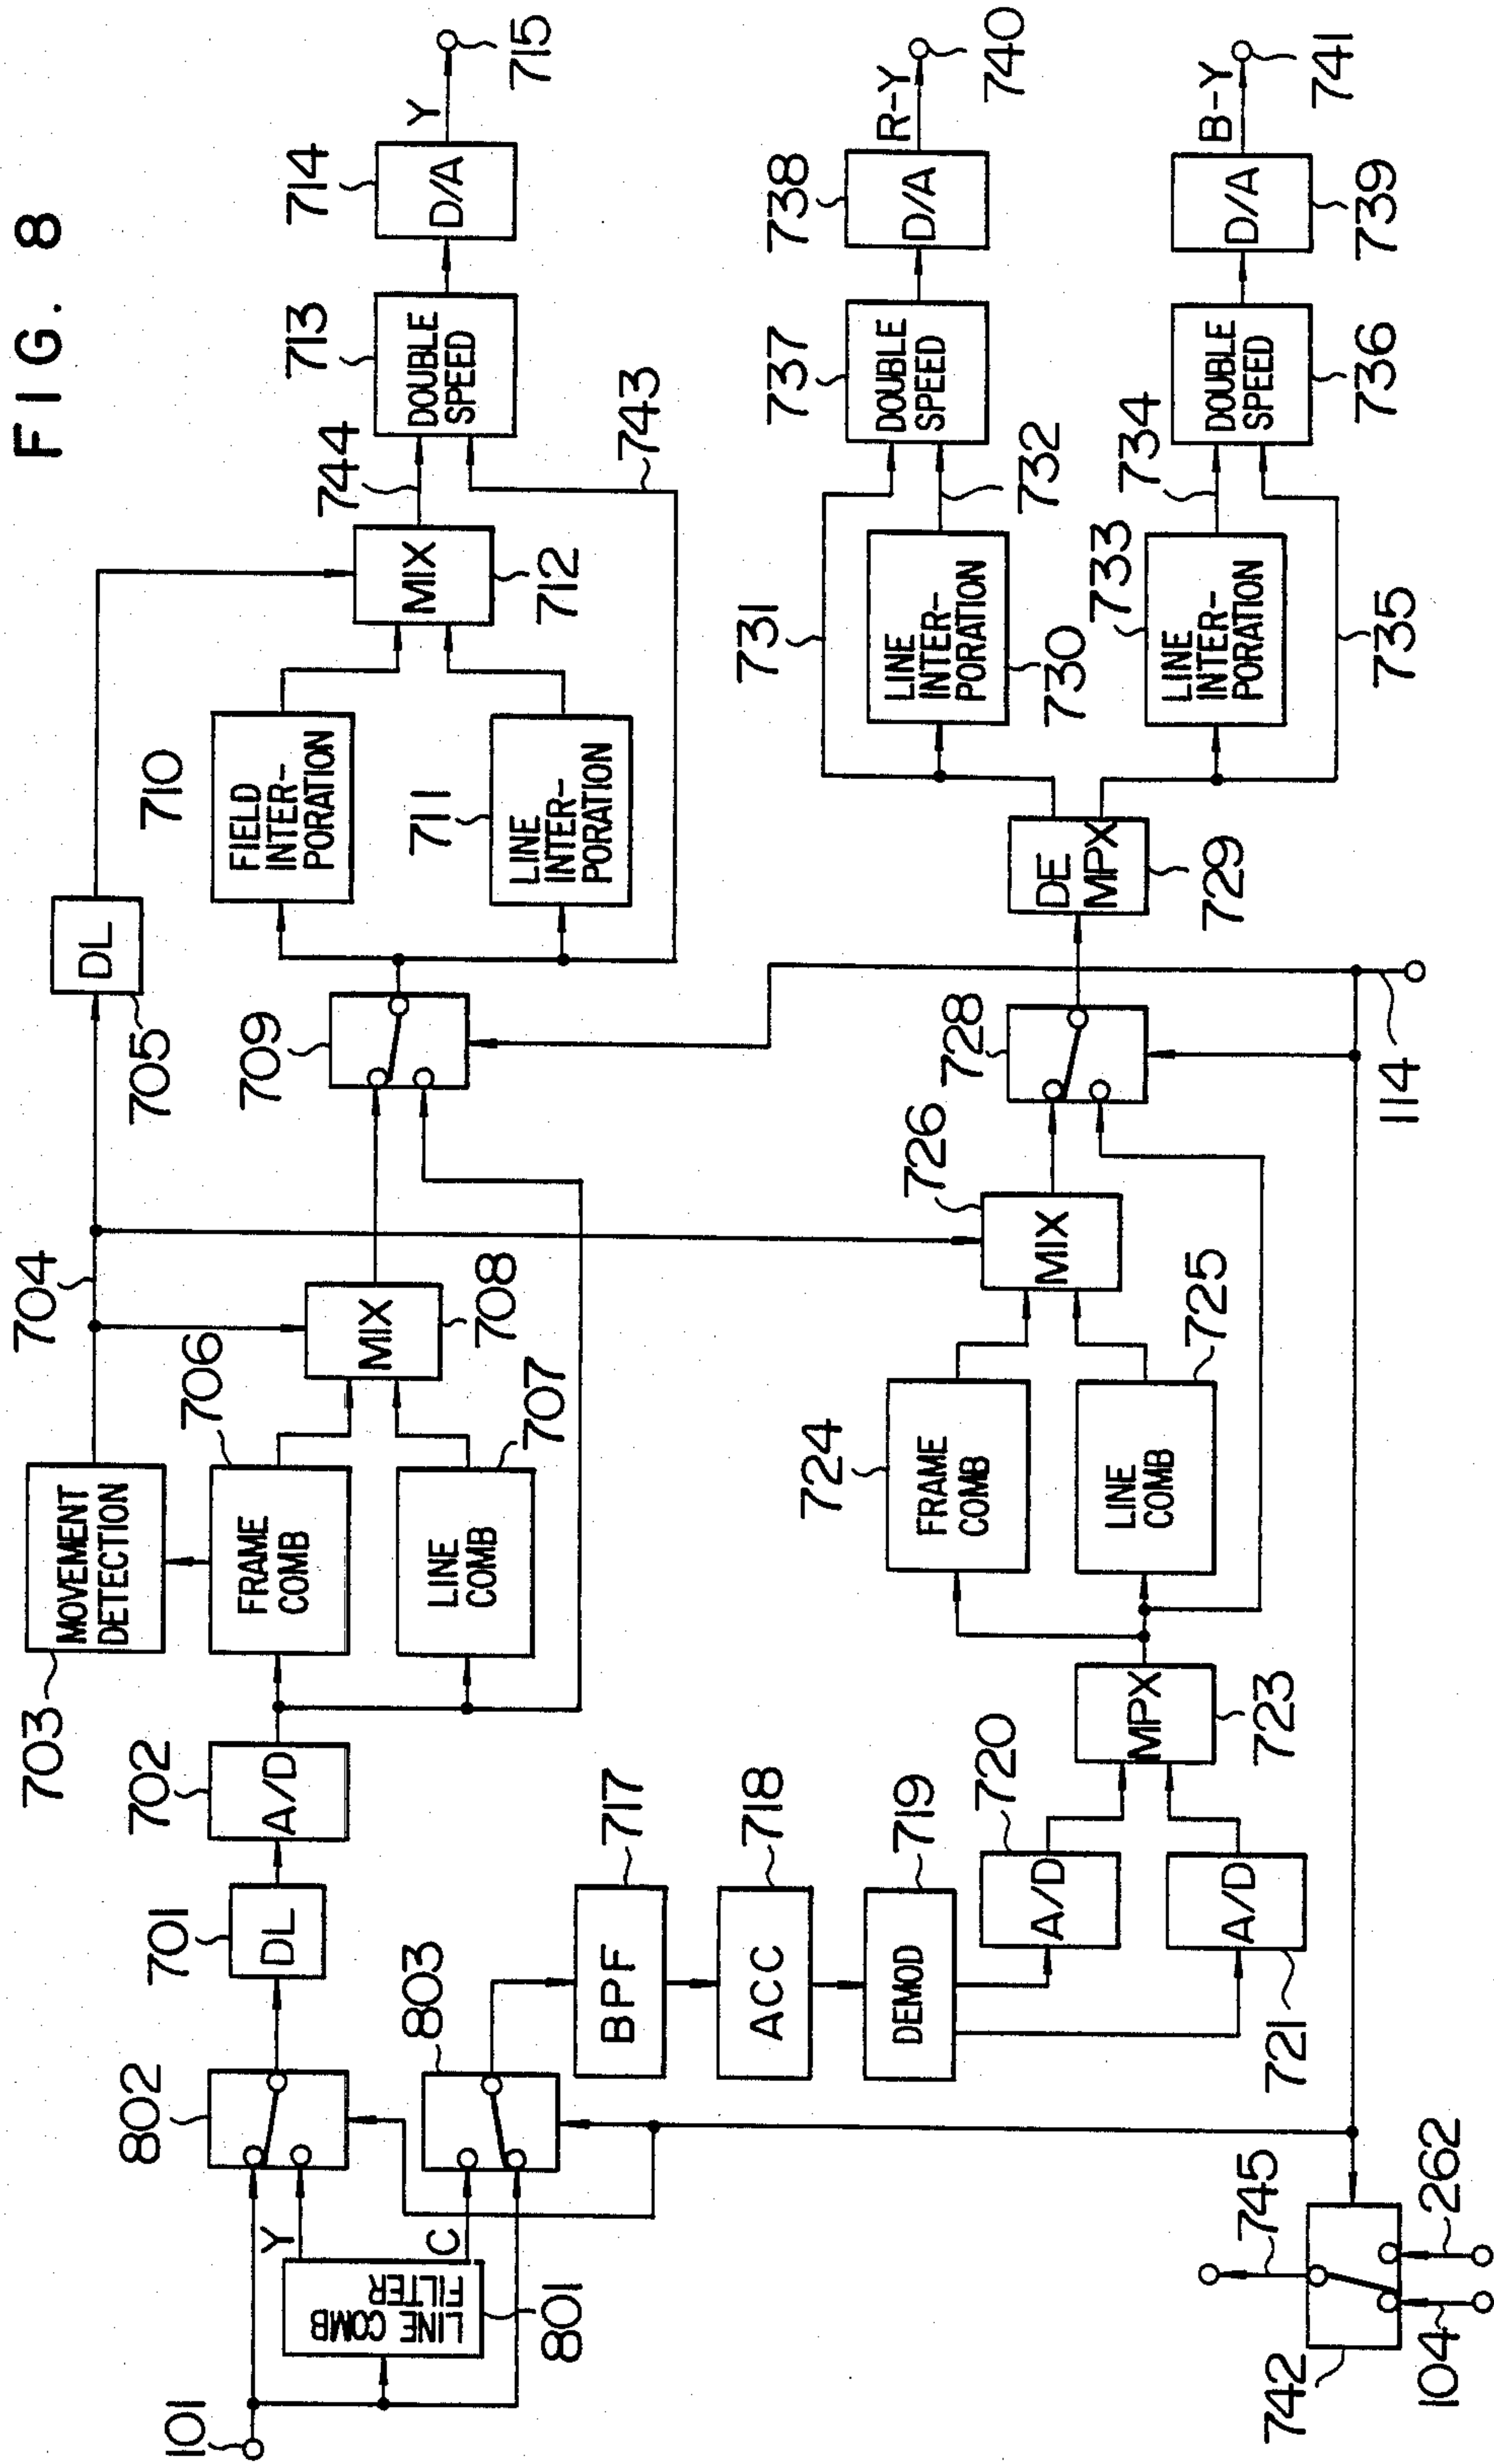 FIG. 8
101
LINE COMB
FILTER
801
Y
C
802
803
701
DL
702
A/D
703
MOVEMENT
DETECTION
704
705
DL
706
FRAME
COMB
707
LINE
COMB
708
MIX
709
710
FIELD
INTER-
PORATION
711
LINE
INTER-
PORATION
712
MIX
744
743
713
DOUBLE
SPEED
714
D/A
Y
715
BPF
717
ACC
718
DEMOD
719
720
A/D
A/D
721
MPX
723
724
FRAME
COMB
LINE
COMB
725
726
MIX
728
114
DE
MPX
729
731
LINE
INTER-
PORATION
730
732
733
LINE
INTER-
PORATION
734
735
737
DOUBLE
SPEED
DOUBLE
SPEED
736
738
D/A
R-Y
740
D/A
739
B-Y
741
742
745
104
262